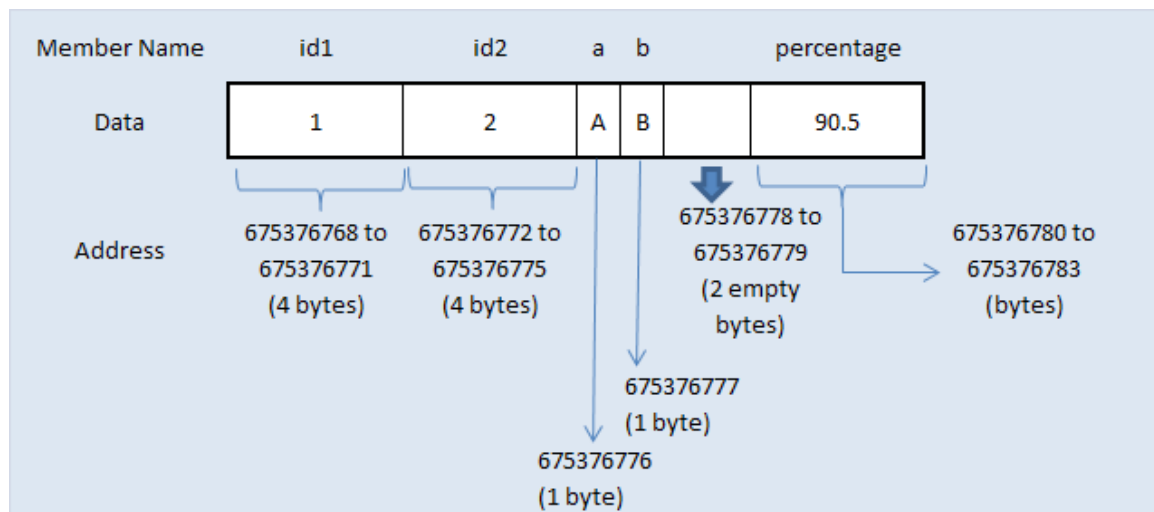 Member Name id1 id2 a b percentage
Data 1 2 A B 90.5
Address
675376768 to
675376771
(4 bytes)
675376772 to
675376775
(4 bytes)
675376778 to
675376779
(2 empty
bytes)
675376780 to
675376783
(bytes)
675376777
(1 byte)
675376776
(1 byte)